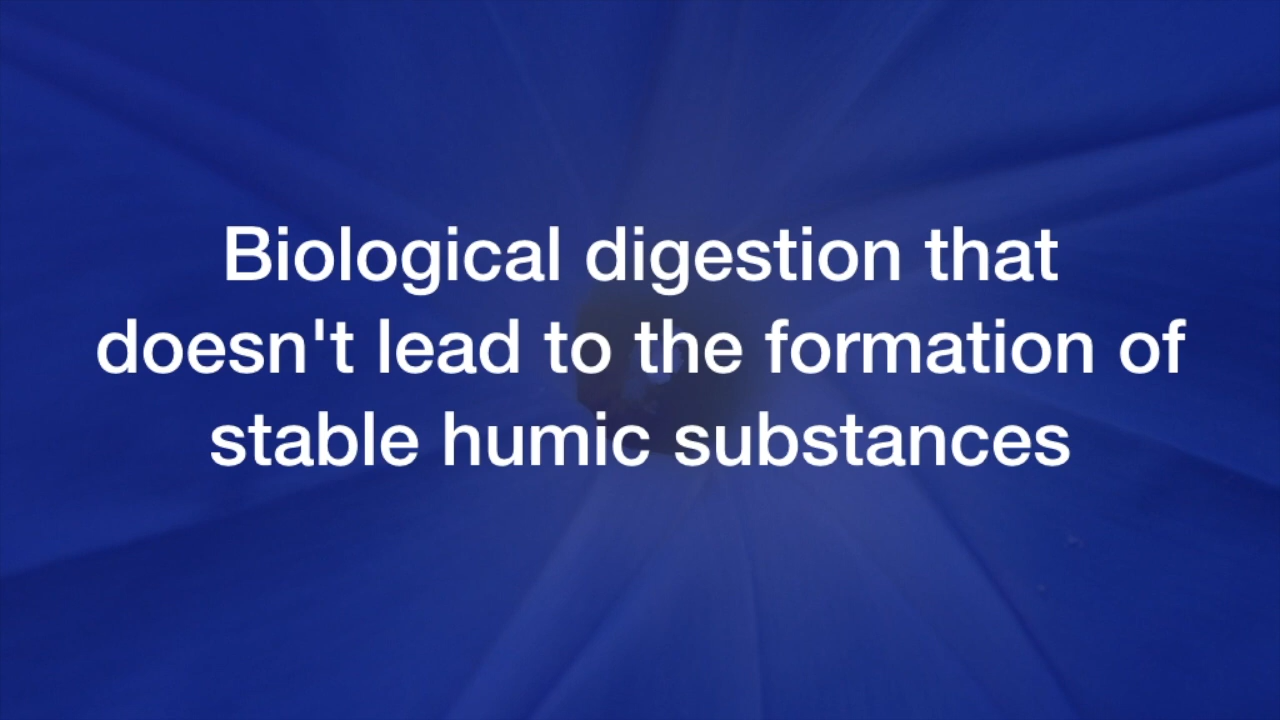 Biological digestion that
doesn't lead to the formation of
stable humic substances